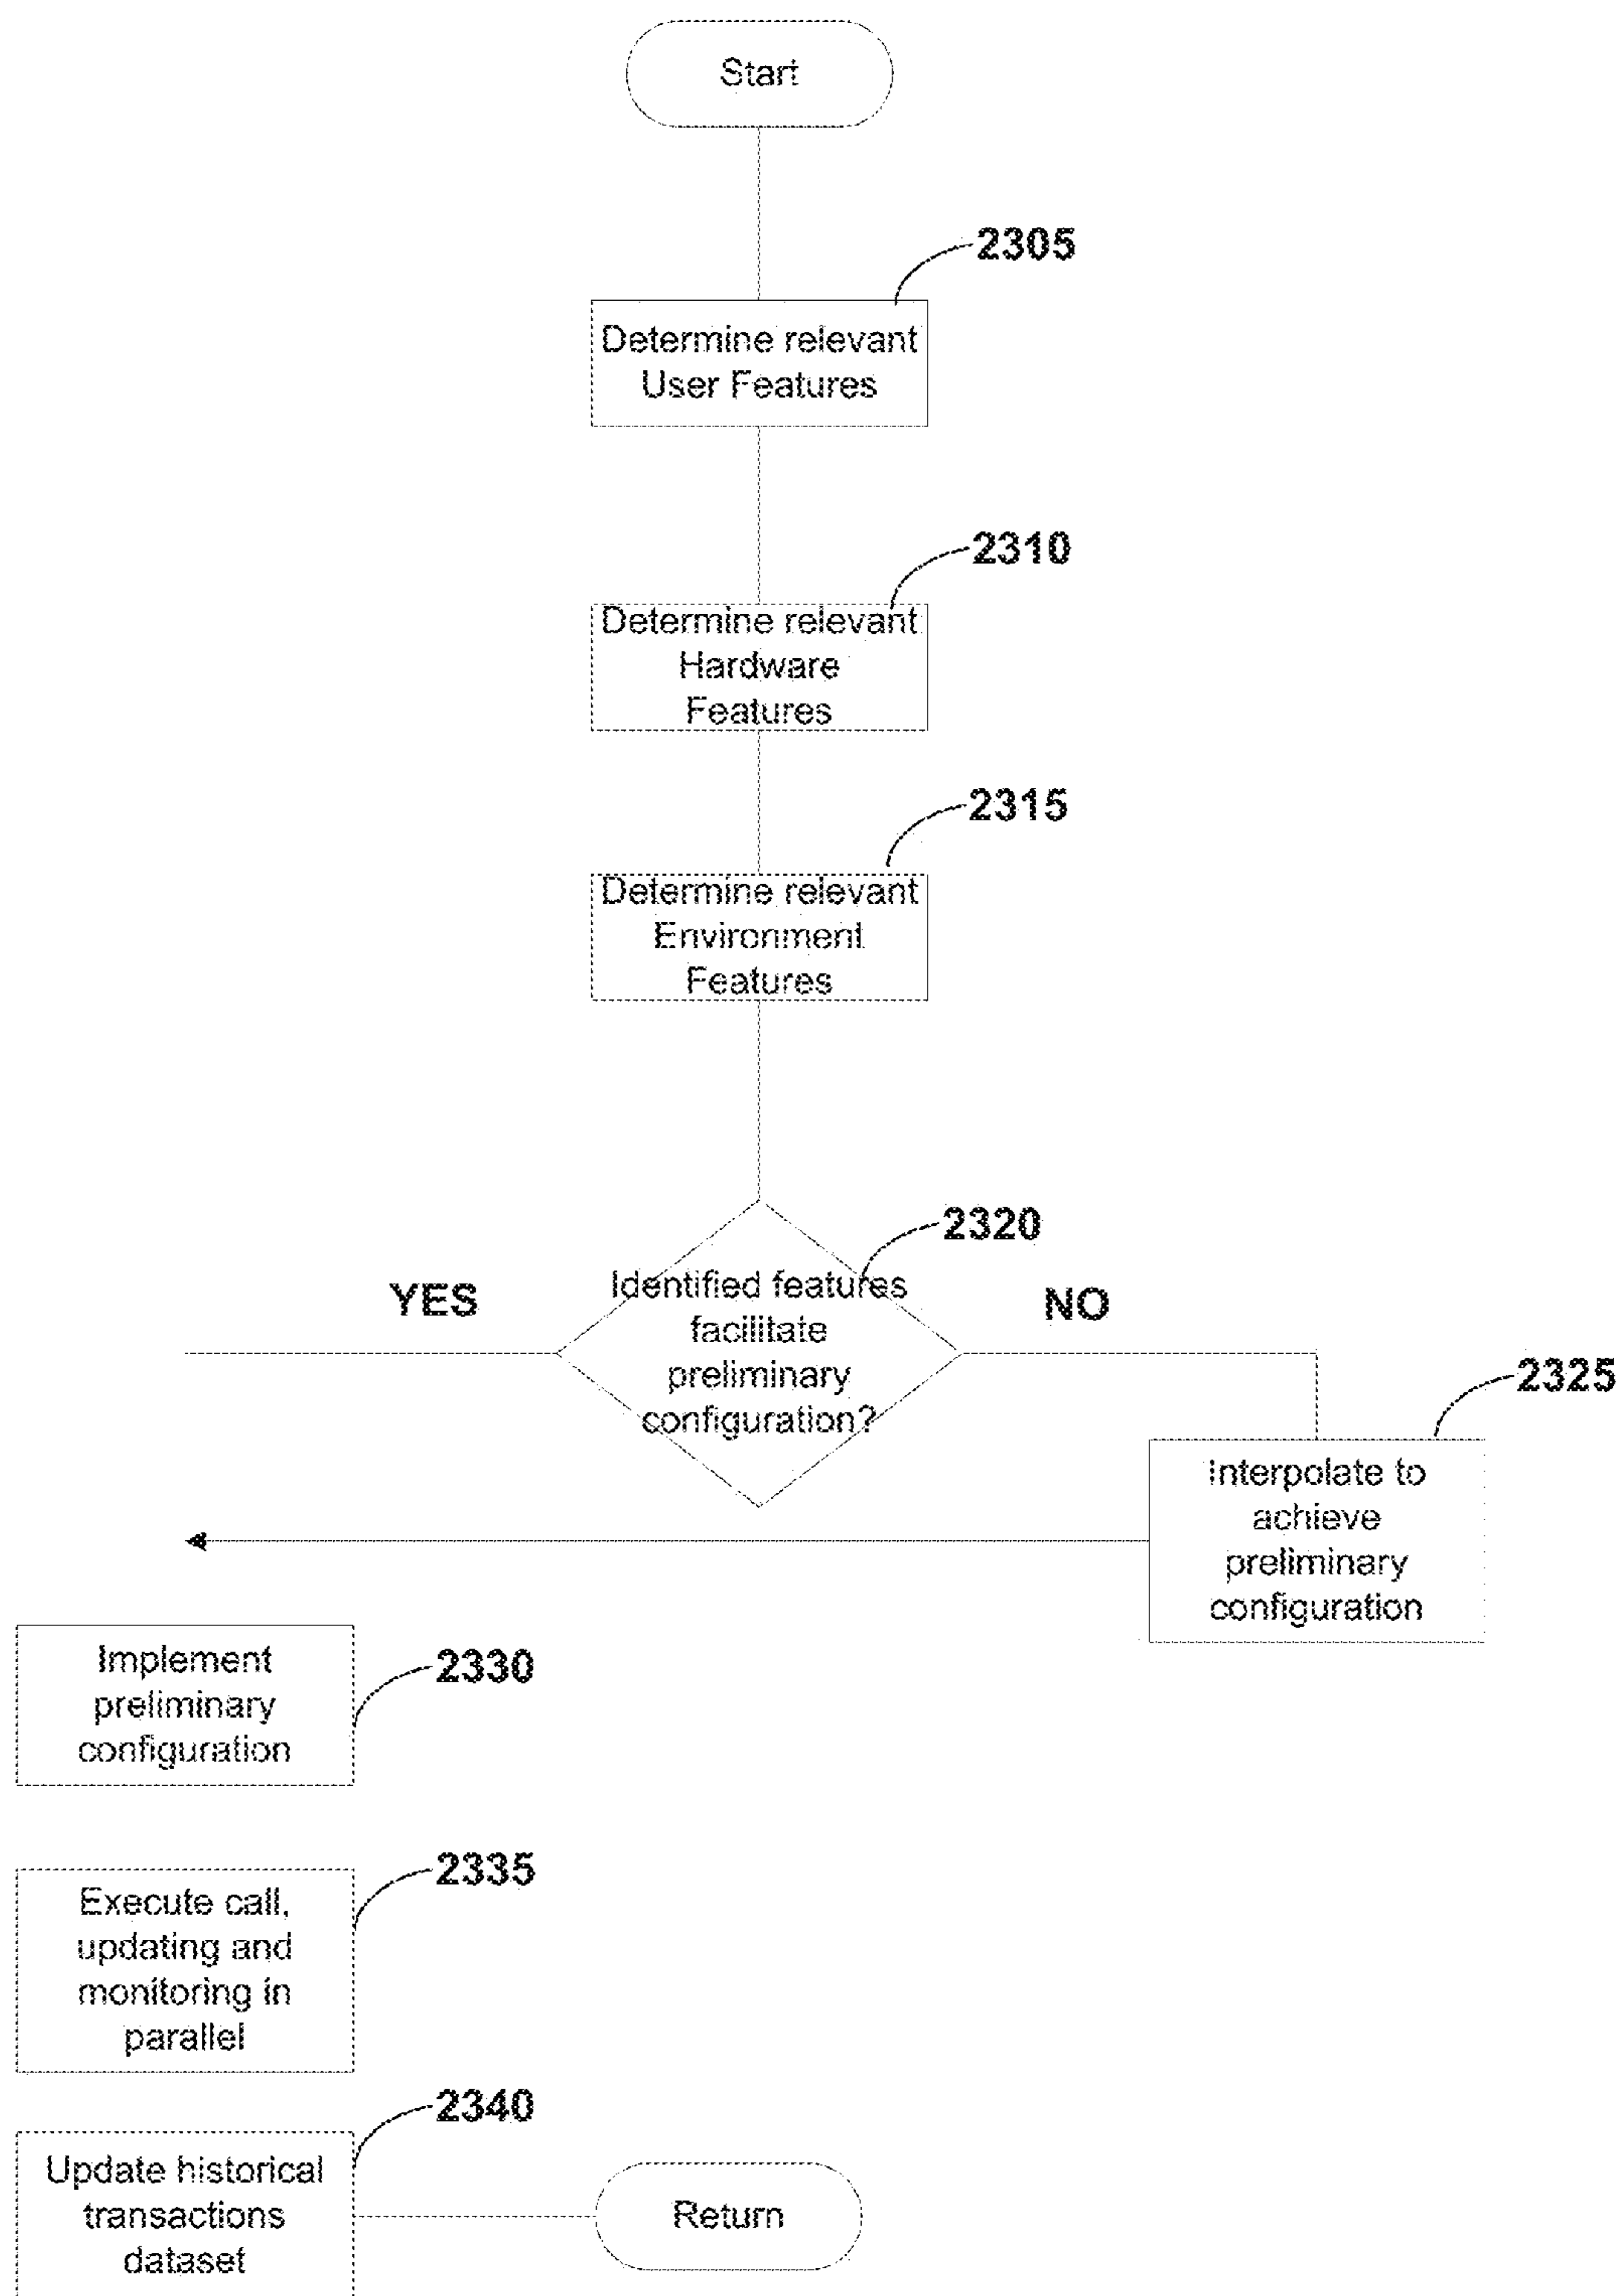 Start
2305
Determine relevant
User Features
2310
Determine relevant
Hardware
Features
2315
Determine relevant
Environment
Features
2320
Identified features
facilitate
preliminary
configuration?
YES
NO
2325
Interpolate to
achieve
preliminary
configuration
Implement
preliminary
configuration
2330
2335
Execute call,
updating and
monitoring in
parallel
2340
Update historical
transactions
dataset
Return